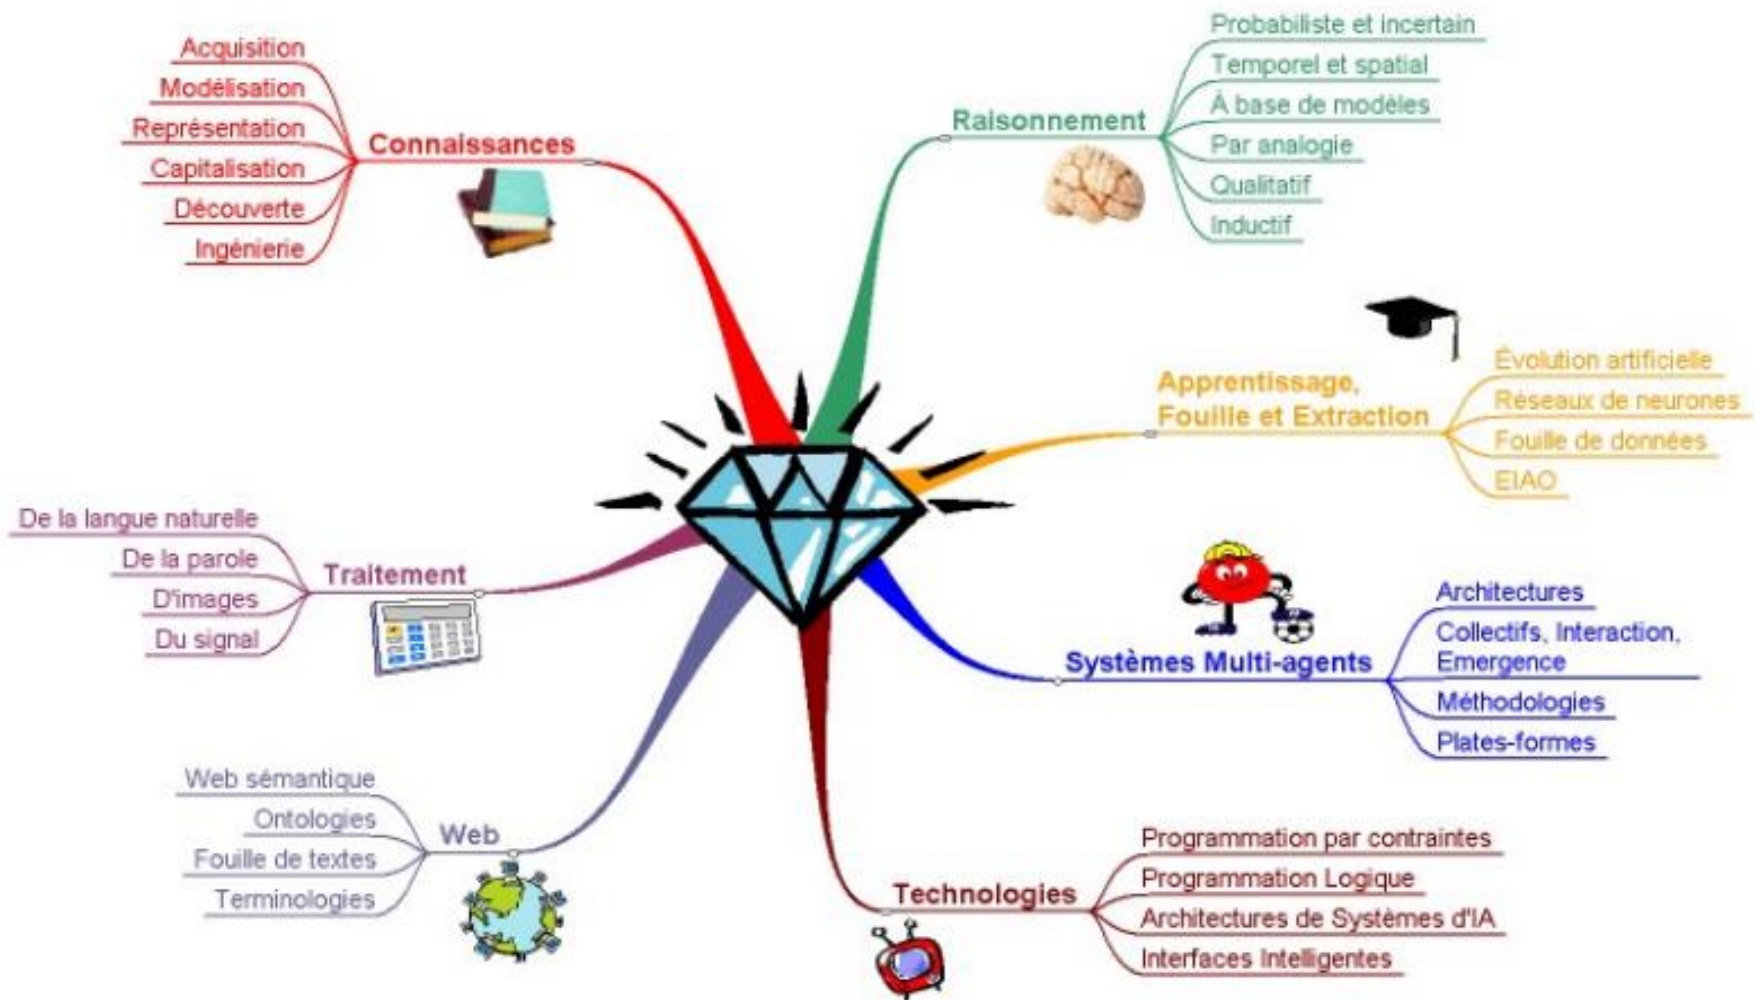 Connaissances
Acquisition
Modélisation
Représentation
Capitalisation
Découverte
Ingénierie
Raisonnement
Probabiliste et incertain
Temporel et spatial
À base de modèles
Par analogie
Qualitatif
Inductif
Apprentissage,
Fouille et Extraction
Évolution artificielle
Réseaux de neurones
Fouille de données
EIAO
Traitement
De la langue naturelle
De la parole
D'images
Du signal
Systèmes Multi-agents
Architectures
Collectifs, Interaction,
Emergence
Méthodologies
Plates-formes
Web
Web sémantique
Ontologies
Fouille de textes
Terminologies
Technologies
Programmation par contraintes
Programmation Logique
Architectures de Systèmes d'IA
Interfaces Intelligentes